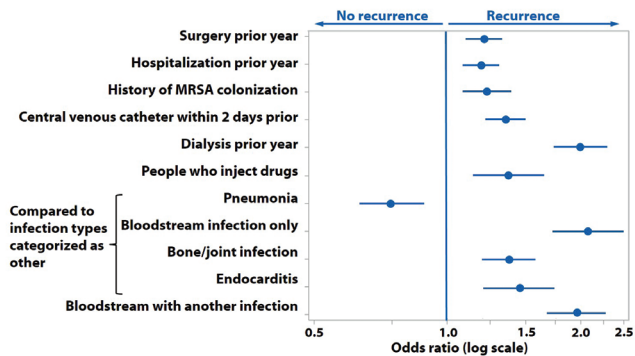 No recurrence
Recurrence
Surgery prior year
Hospitalization prior year
History of MRSA colonization
Central venous catheter within 2 days prior
Dialysis prior year
People who inject drugs
Compared to
infection types
categorized as
other
Pneumonia
Bloodstream infection only
Bone/joint infection
Endocarditis
Bloodstream with another infection
0.5
1.0
1.5
2.0
2.5
Odds ratio (log scale)